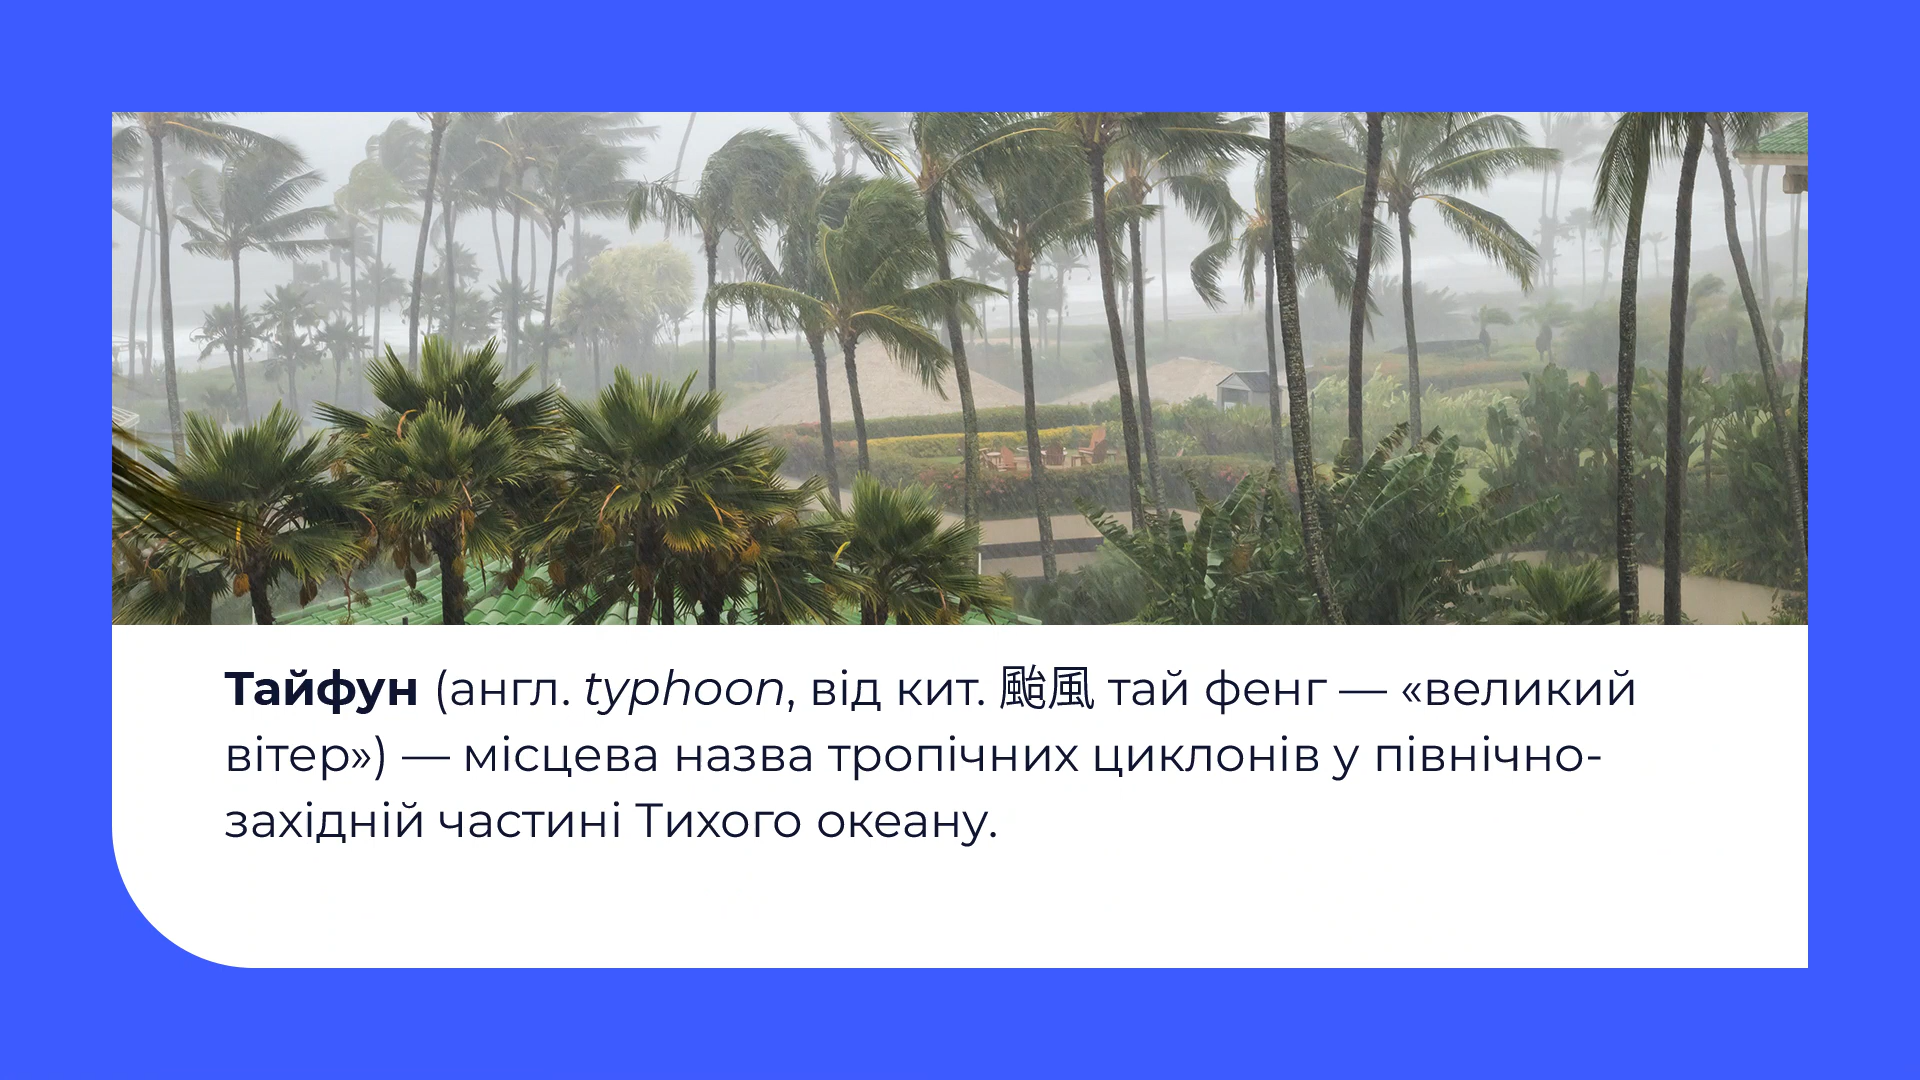 Тайфун (англ. typhoon, від кит. 颱風 тай фенг — «великий
вітер») — місцева назва тропічних циклонів у північно-
західній частині Тихого океану.